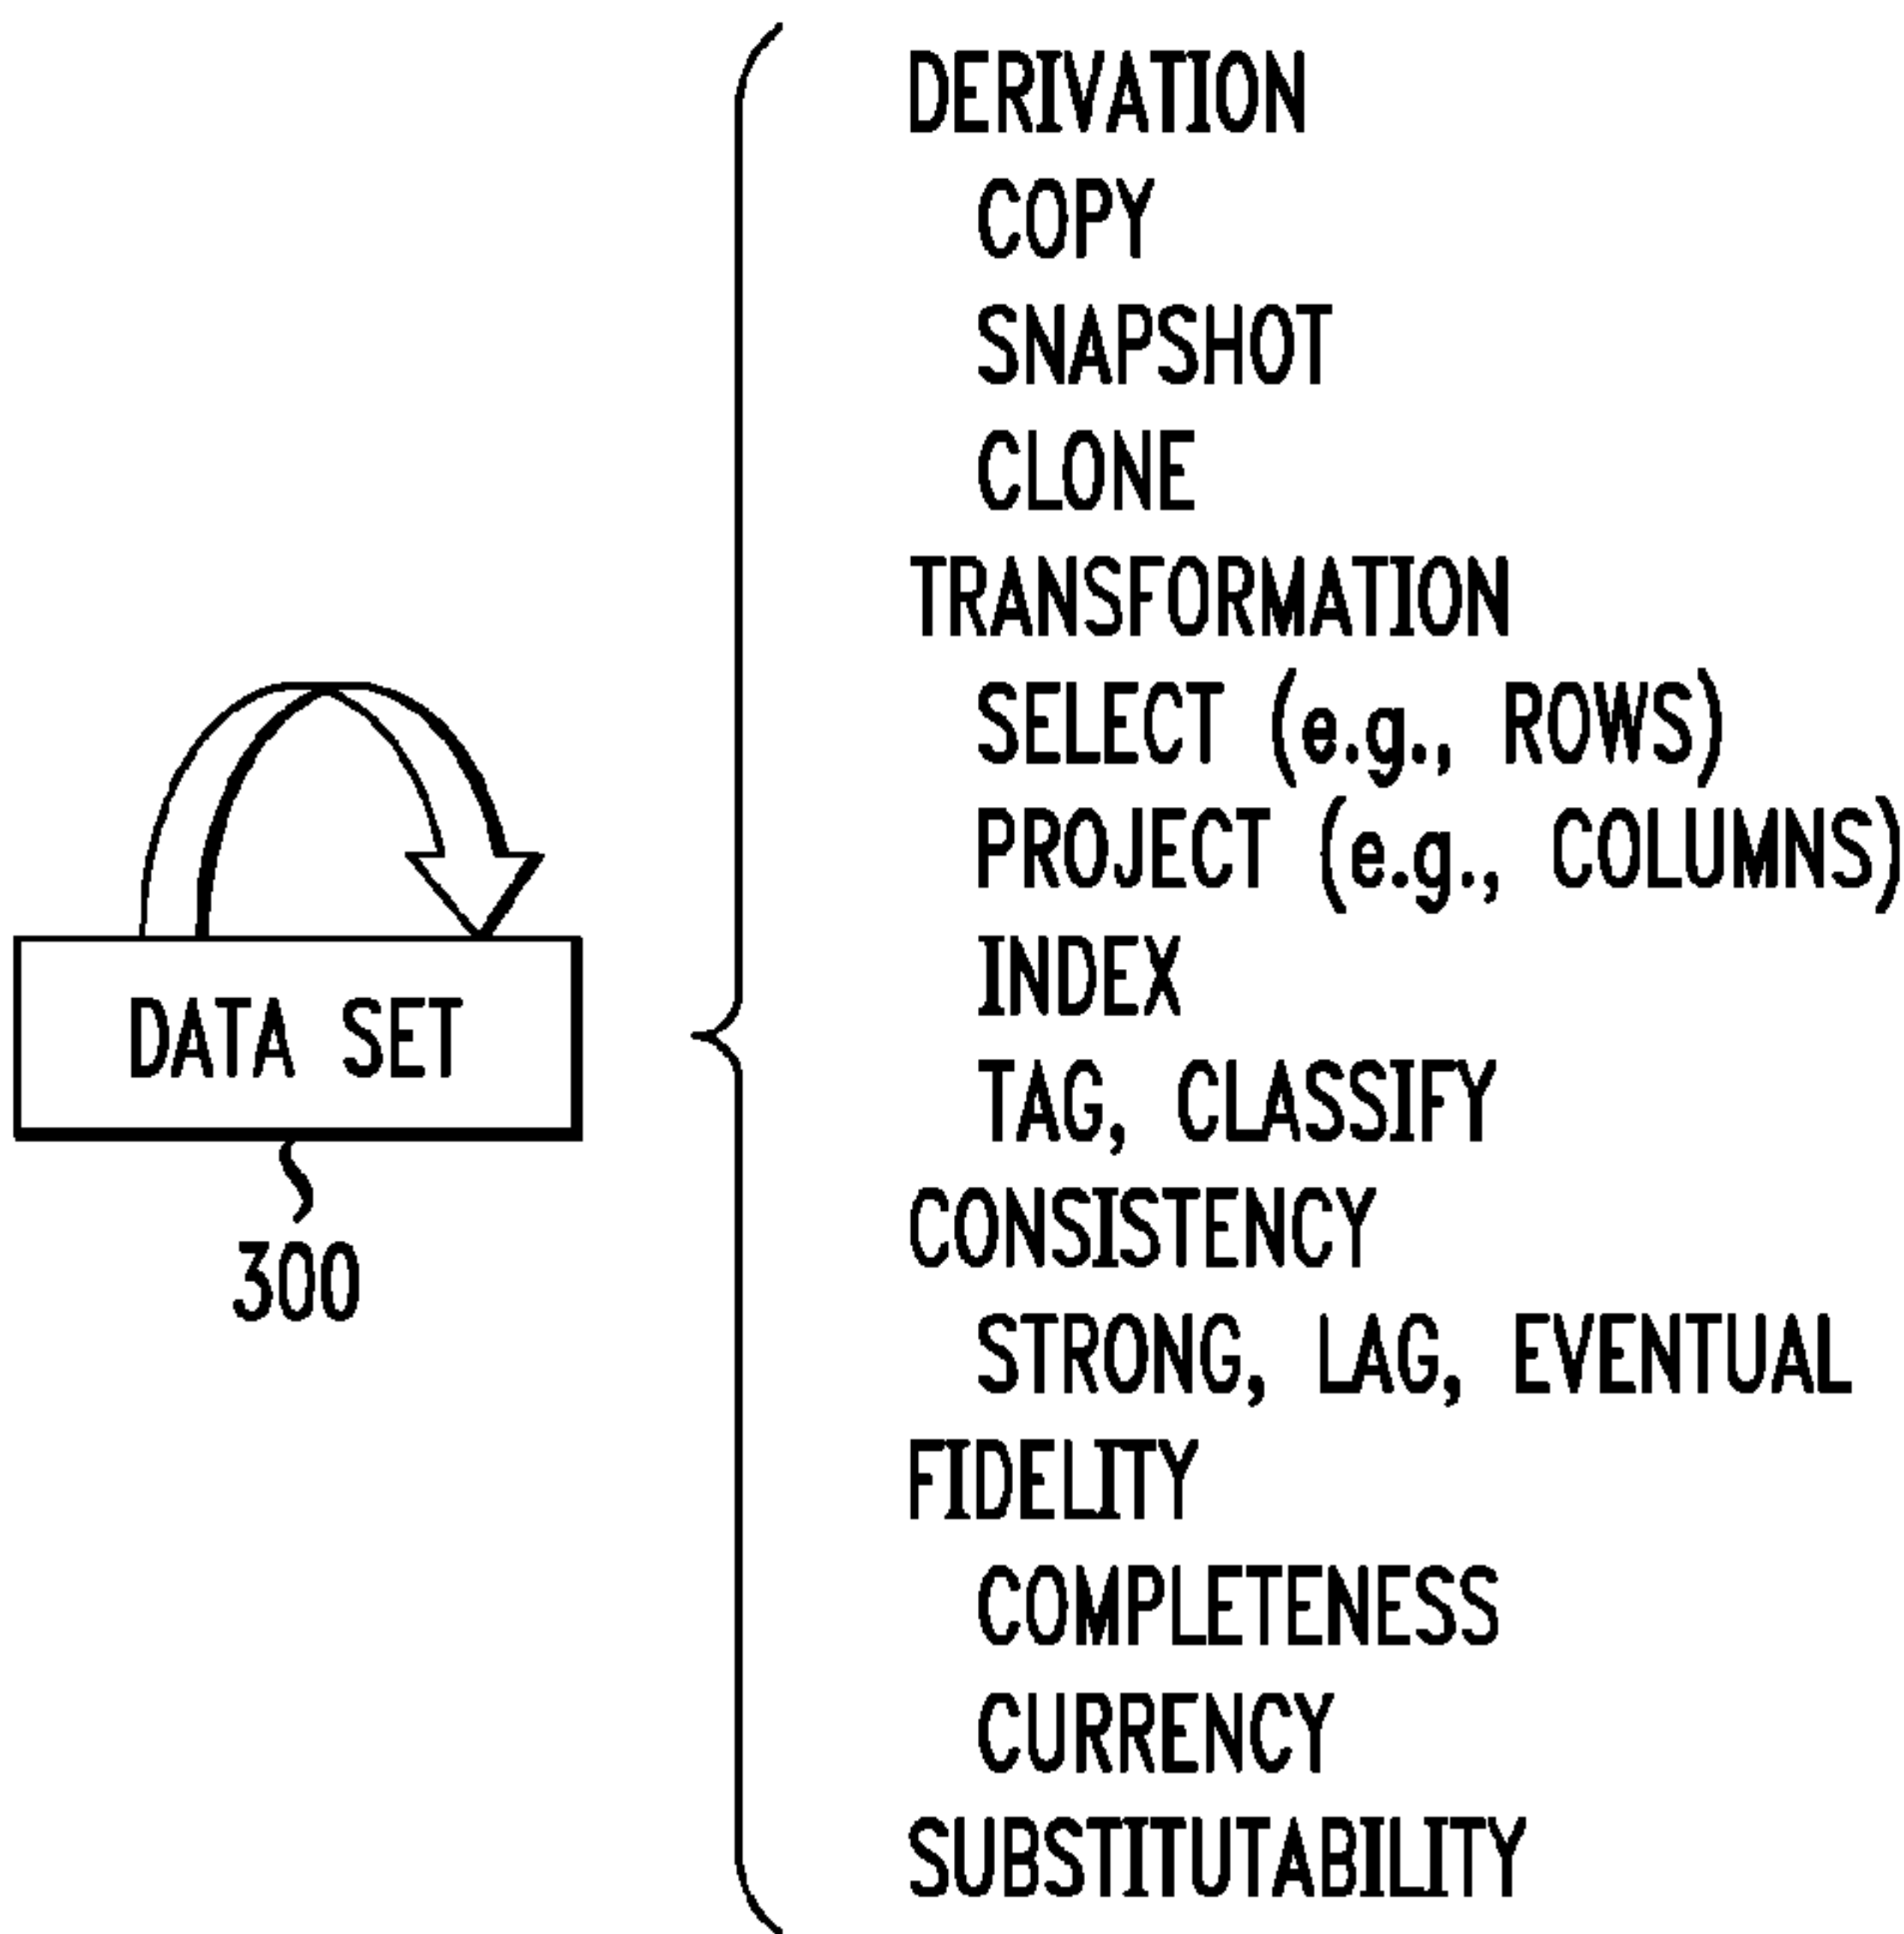 DERIVATION
COPY
SNAPSHOT
CLONE
TRANSFORMATION
SELECT (e.g., ROWS)
PROJECT (e.g., COLUMNS)
INDEX
TAG, CLASSIFY
CONSISTENCY
STRONG, LAG, EVENTUAL
FIDELITY
COMPLETENESS
CURRENCY
SUBSTITUTABILITY
DATA SET
300